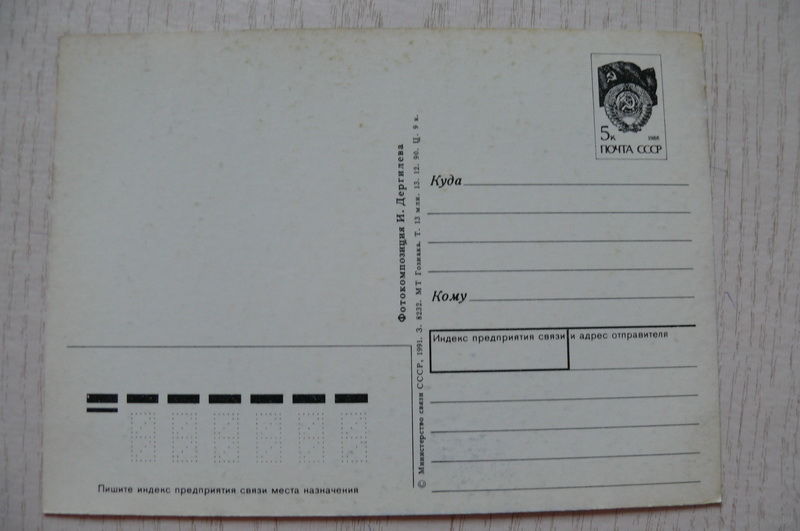 5к 1988
ПОЧТА СССР
Куда
Кому
Индекс предприятия связи и адрес отправителя
Фотокомпозиция И. Дергилева
© Министерство связи СССР, 1991. З. 8232. МТ Гознака. Т. 13 млн. 13. 12. 90. Ц. 9 к.
Пишите индекс предприятия связи места назначения